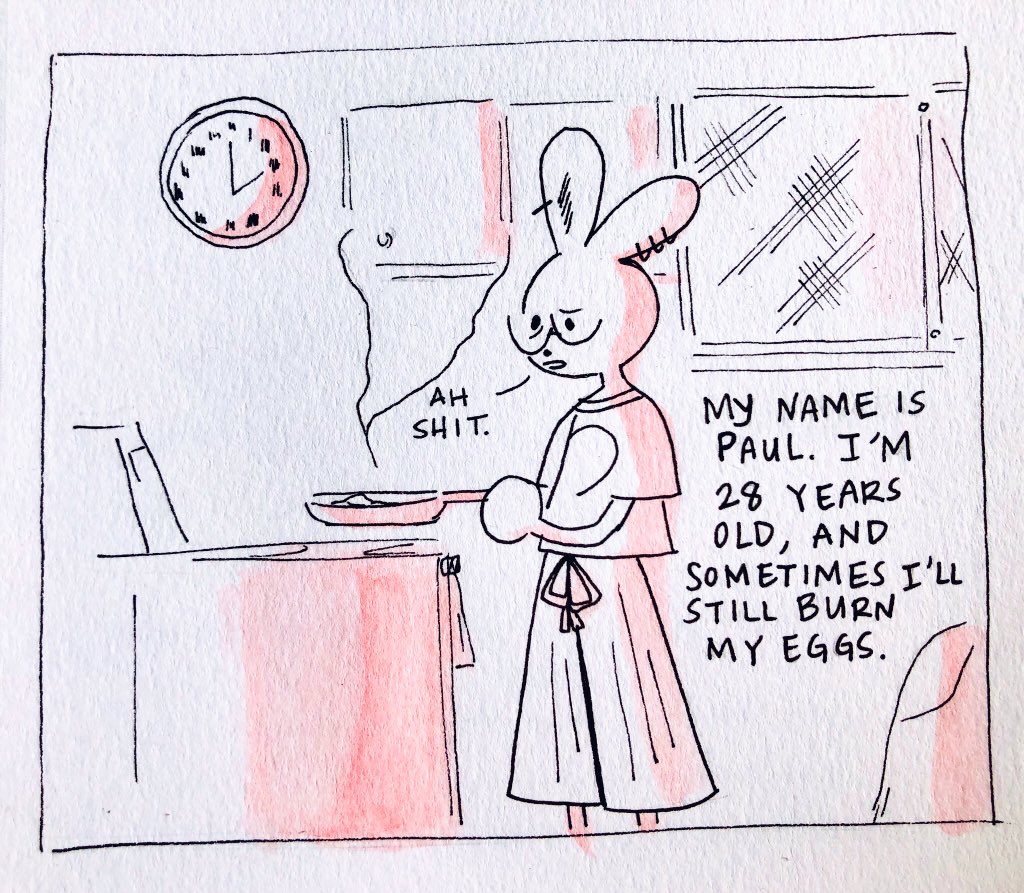 AH
SHIT.
MY NAME IS
PAUL. I'M
28 YEARS
OLD, AND
SOMETIMES I'LL
STILL BURN
MY EGGS.